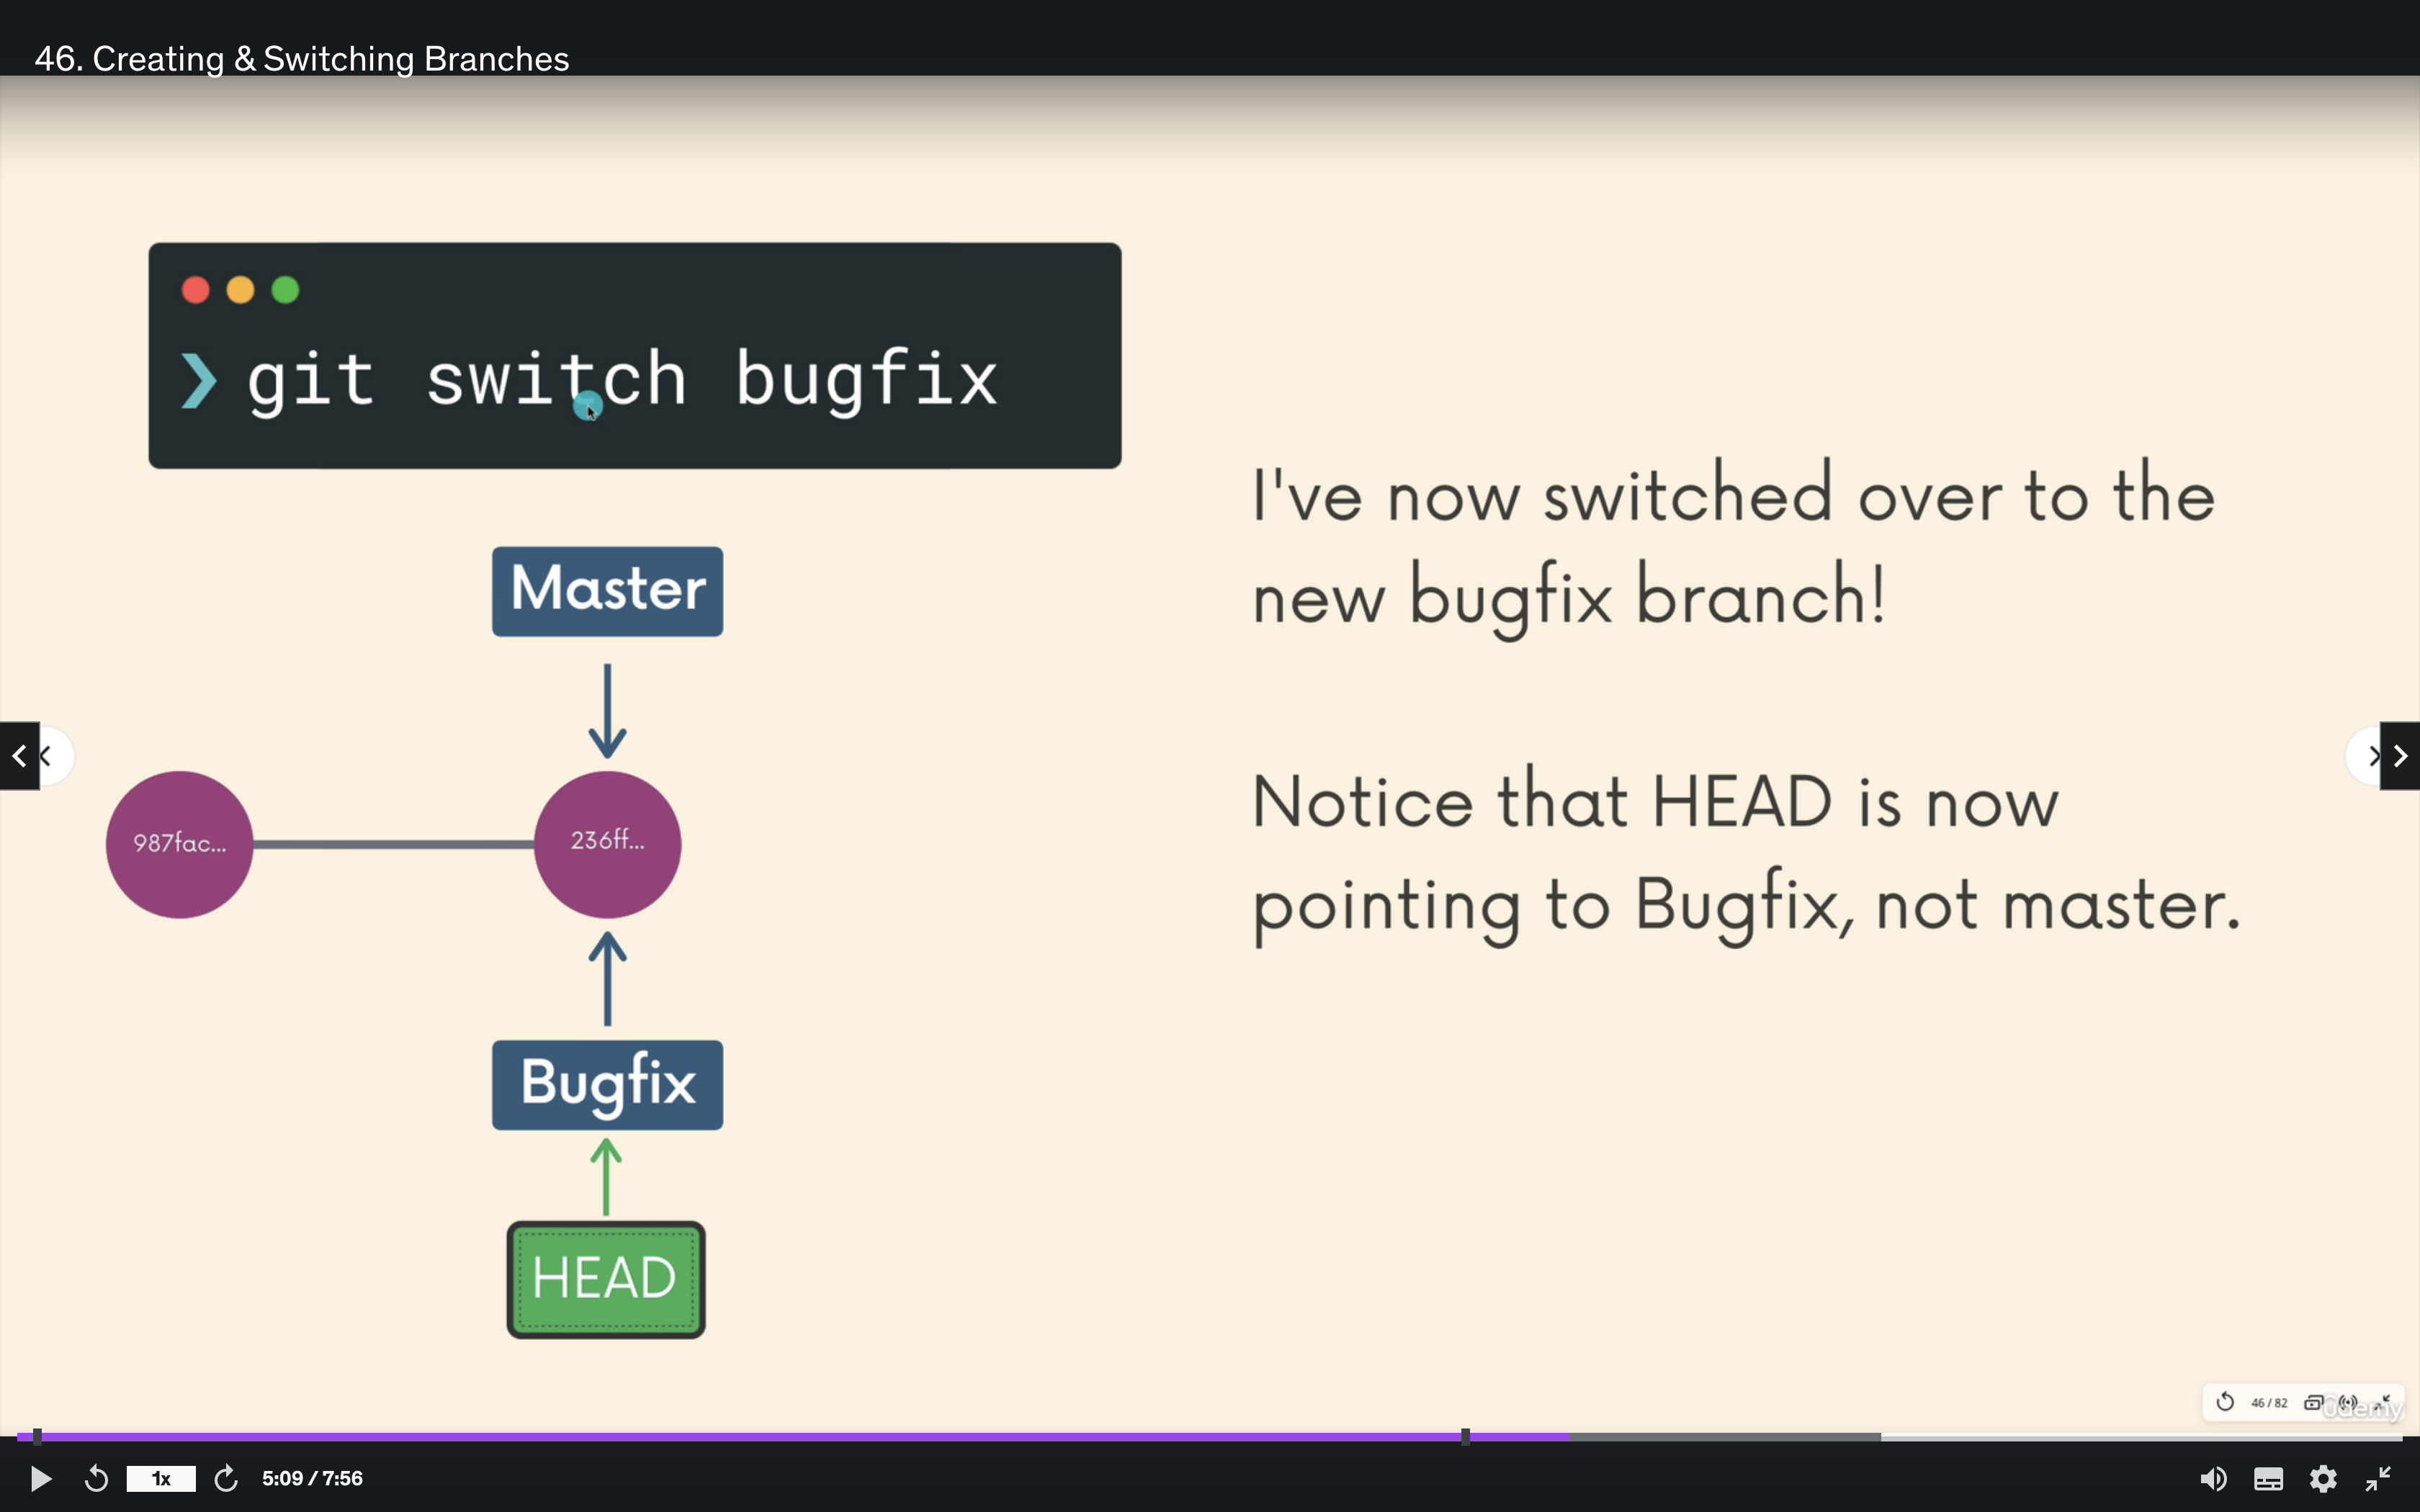 46. Creating & Switching Branches
❯ git switch bugfix
I've now switched over to the
new bugfix branch!
Notice that HEAD is now
pointing to Bugfix, not master.
Master
987fac...
236ff...
Bugfix
HEAD
46 / 82
udemy
1x
5:09 / 7:56